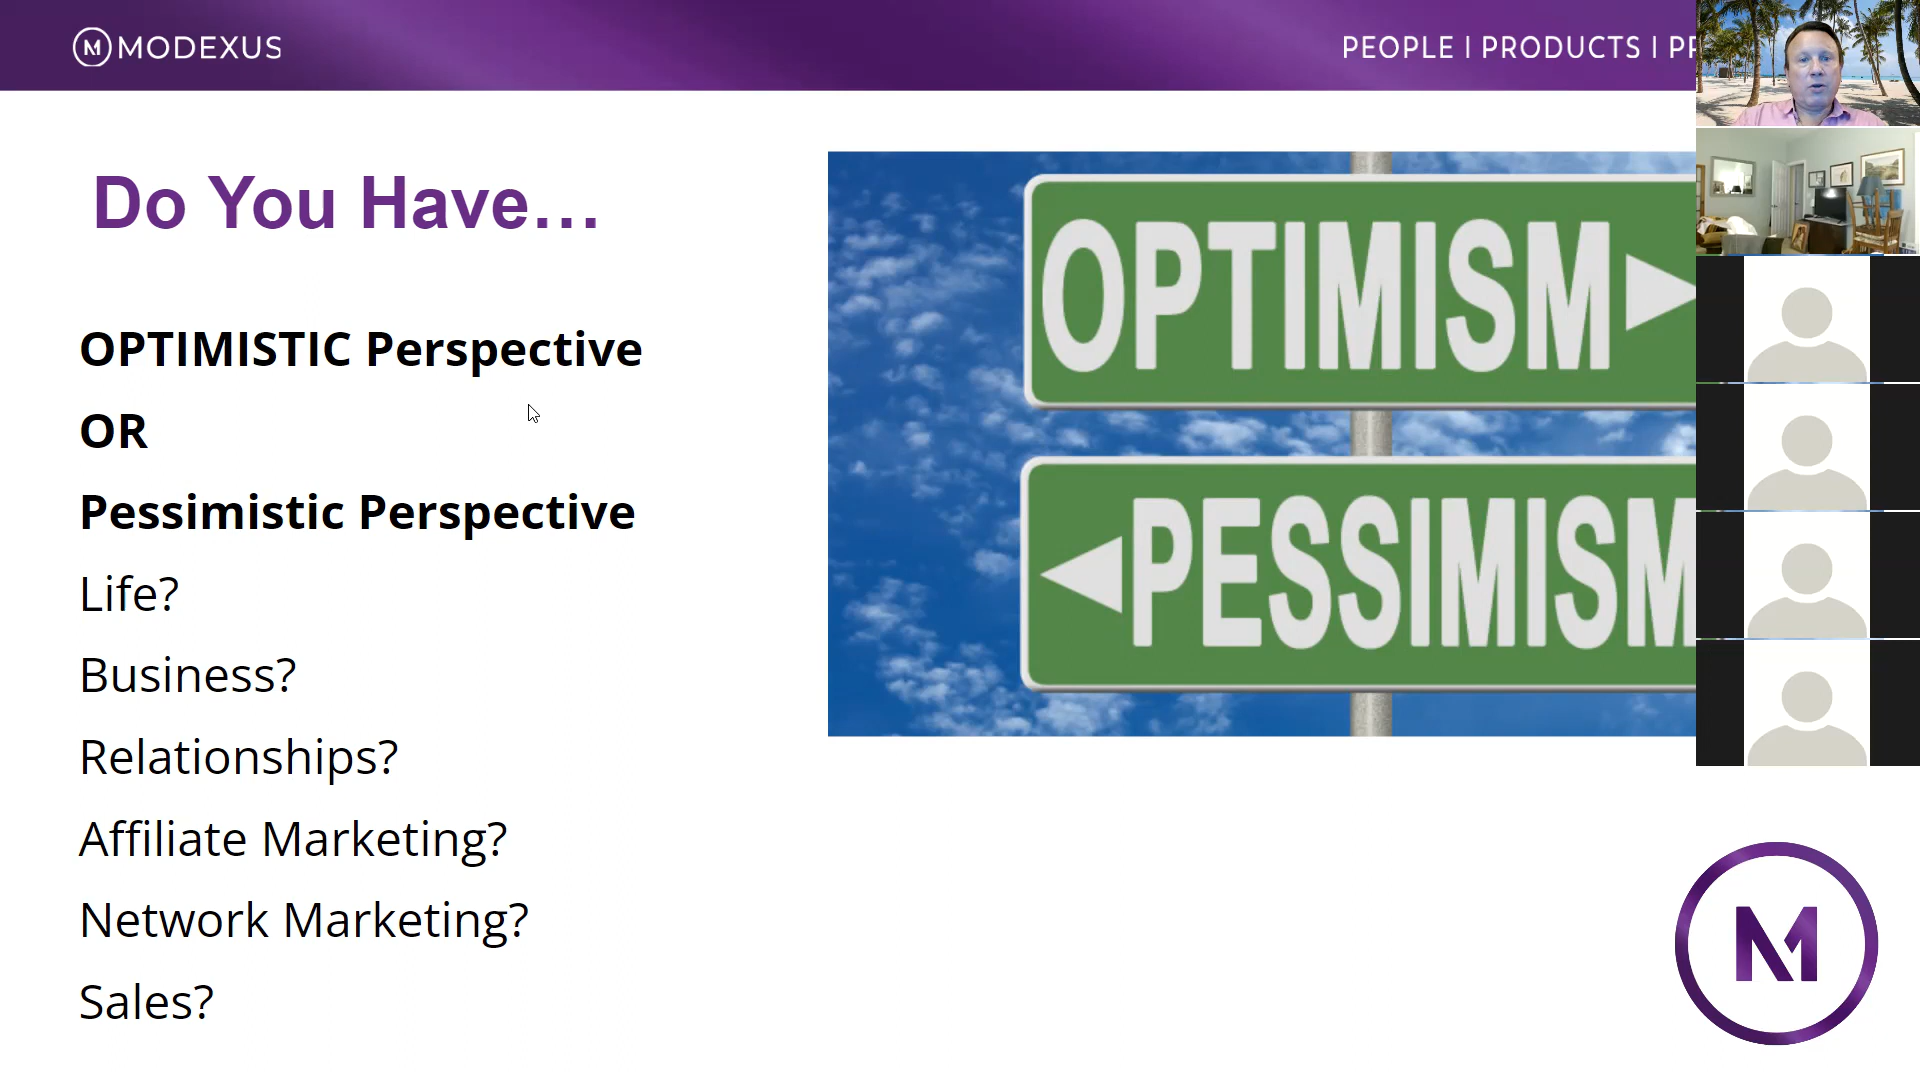 MODEXUS
PEOPLE | PRODUCTS |
Do You Have…
OPTIMISTIC Perspective
OR
Pessimistic Perspective
Life?
Business?
Relationships?
Affiliate Marketing?
Network Marketing?
Sales?
OPTIMISM
PESSIMISM
M